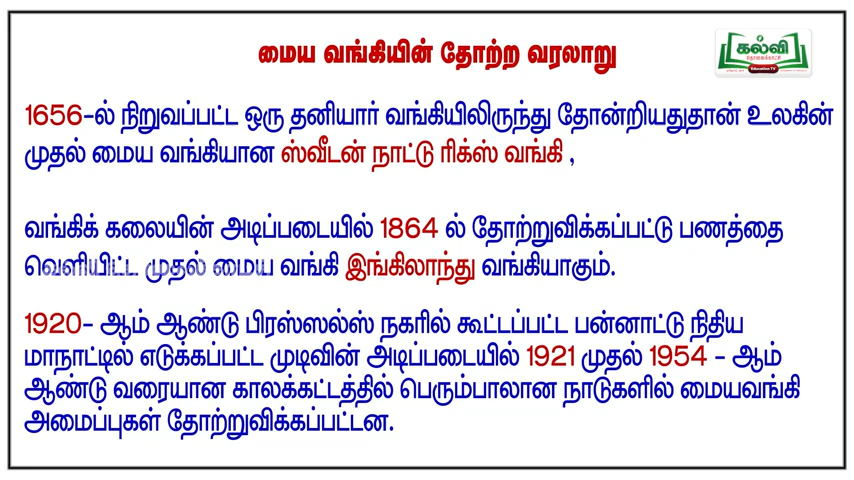 மைய வங்கியின் தோற்ற வரலாறு
கல்வி
தொலைக்காட்சி
Education TV
1656-ல் நிறுவப்பட்ட ஒரு தனியார் வங்கியிலிருந்து தோன்றியதுதான் உலகின்
முதல் மைய வங்கியான ஸ்வீடன் நாட்டு ரிக்ஸ் வங்கி ,
வங்கிக் கலையின் அடிப்படையில் 1864 ல் தோற்றுவிக்கப்பட்டு பணத்தை
வெளியிட்ட முதல் மைய வங்கி இங்கிலாந்து வங்கியாகும்.
1920- ஆம் ஆண்டு பிரஸ்ஸல்ஸ் நகரில் கூட்டப்பட்ட பன்னாட்டு நிதிய
மாநாட்டில் எடுக்கப்பட்ட முடிவின் அடிப்படையில் 1921 முதல் 1954 - ஆம்
ஆண்டு வரையான காலக்கட்டத்தில் பெரும்பாலான நாடுகளில் மையவங்கி
அமைப்புகள் தோற்றுவிக்கப்பட்டன.